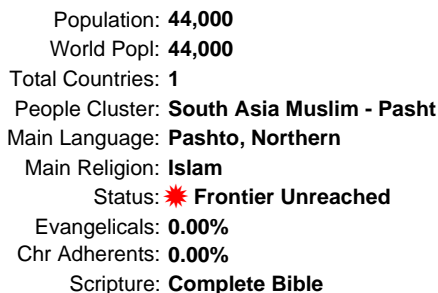 Population: 44,000
World Popl: 44,000
Total Countries: 1
People Cluster: South Asia Muslim - Pasht
Main Language: Pashto, Northern
Main Religion: Islam
Status: Frontier Unreached
Evangelicals: 0.00%
Chr Adherents: 0.00%
Scripture: Complete Bible